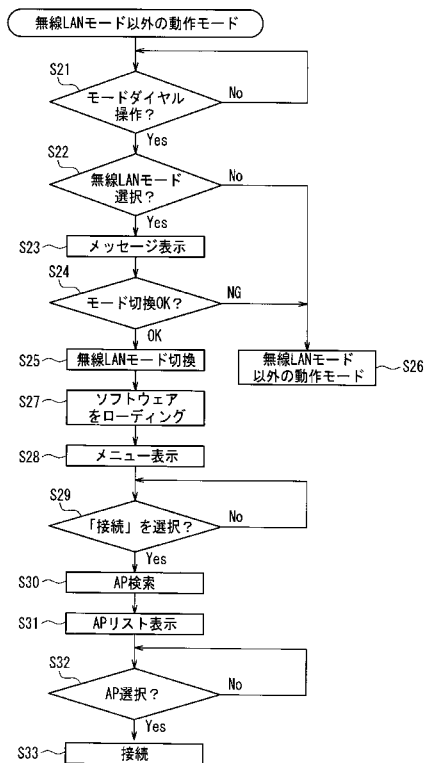 無線LANモード以外の動作モード
S21
モードダイヤル
操作?
No
Yes
S22
無線LANモード
選択?
No
Yes
S23
メッセージ表示
S24
モード切換OK?
NG
OK
S25
無線LANモード切換
無線LANモード
以外の動作モード
S26
S27
ソフトウェア
をローディング
S28
メニュー表示
S29
「接続」を選択?
No
Yes
S30
AP検索
S31
APリスト表示
S32
AP選択?
No
Yes
S33
接続